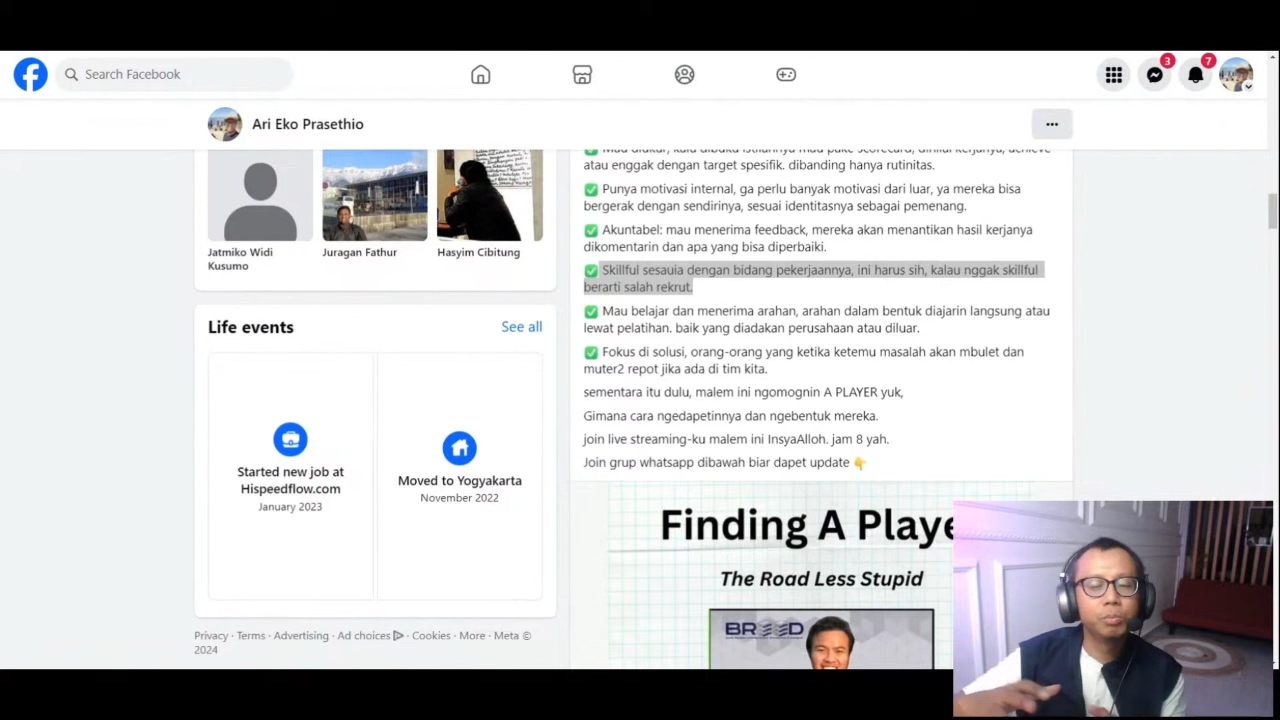 Search Facebook
3
7
Ari Eko Prasethio
Jatmiko Widi
Kusumo
Juragan Fathur
Hasyim Cibitung
Life events
See all
Started new job at
Hispeedflow.com
January 2023
Moved to Yogyakarta
November 2022
Privacy · Terms · Advertising · Ad choices · Cookies · More · Meta ©
2024
atau enggak dengan target spesifik. dibanding hanya rutinitas.
✅ Punya motivasi internal, ga perlu banyak motivasi dari luar, ya mereka bisa
bergerak dengan sendirinya, sesuai identitasnya sebagai pemenang.
✅ Akuntabel: mau menerima feedback, mereka akan menantikan hasil kerjanya
dikomentarin dan apa yang bisa diperbaiki.
✅ Skillful sesauia dengan bidang pekerjaannya, ini harus sih, kalau nggak skillful
berarti salah rekrut.
✅ Mau belajar dan menerima arahan, arahan dalam bentuk diajarin langsung atau
lewat pelatihan. baik yang diadakan perusahaan atau diluar.
✅ Fokus di solusi, orang-orang yang ketika ketemu masalah akan mbulet dan
muter2 repot jika ada di tim kita.
sementara itu dulu, malem ini ngomognin A PLAYER yuk,
Gimana cara ngedapetinnya dan ngebentuk mereka.
join live streaming-ku malem ini InsyaAlloh. jam 8 yah.
Join grup whatsapp dibawah biar dapet update 👇
Finding A Playe
The Road Less Stupid
BREED